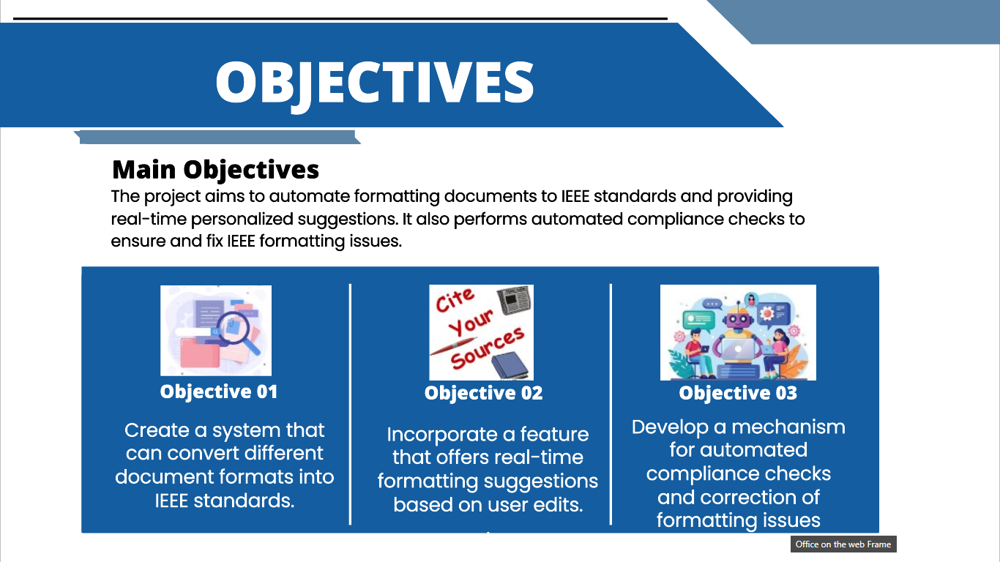 OBJECTIVES
Main Objectives
The project aims to automate formatting documents to IEEE standards and providing
real-time personalized suggestions. It also performs automated compliance checks to
ensure and fix IEEE formatting issues.
Cite
Your
Sources
Objective 01
Create a system that
can convert different
document formats into
IEEE standards.
Objective 02
Incorporate a feature
that offers real-time
formatting suggestions
based on user edits.
Objective 03
Develop a mechanism
for automated
compliance checks
and correction of
formatting issues
Office on the web Frame